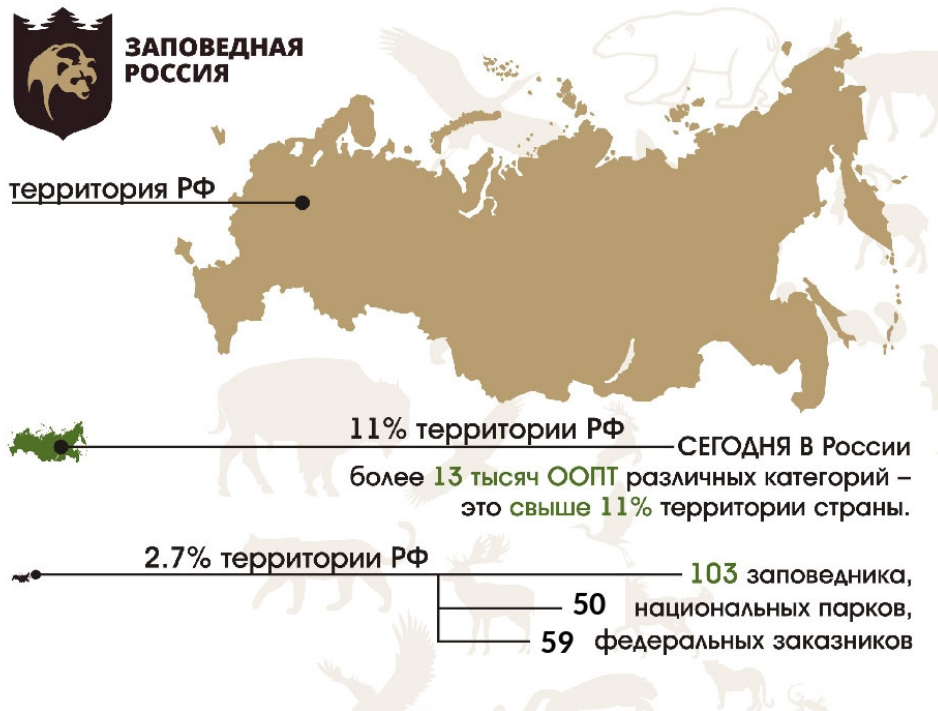 ЗАПОВЕДНАЯ
РОССИЯ
территория РФ
11% территории РФ
СЕГОДНЯ В России
более 13 тысяч ООПТ различных категорий –
это свыше 11% территории страны.
2.7% территории РФ
103 заповедника,
50 национальных парков,
59 федеральных заказников